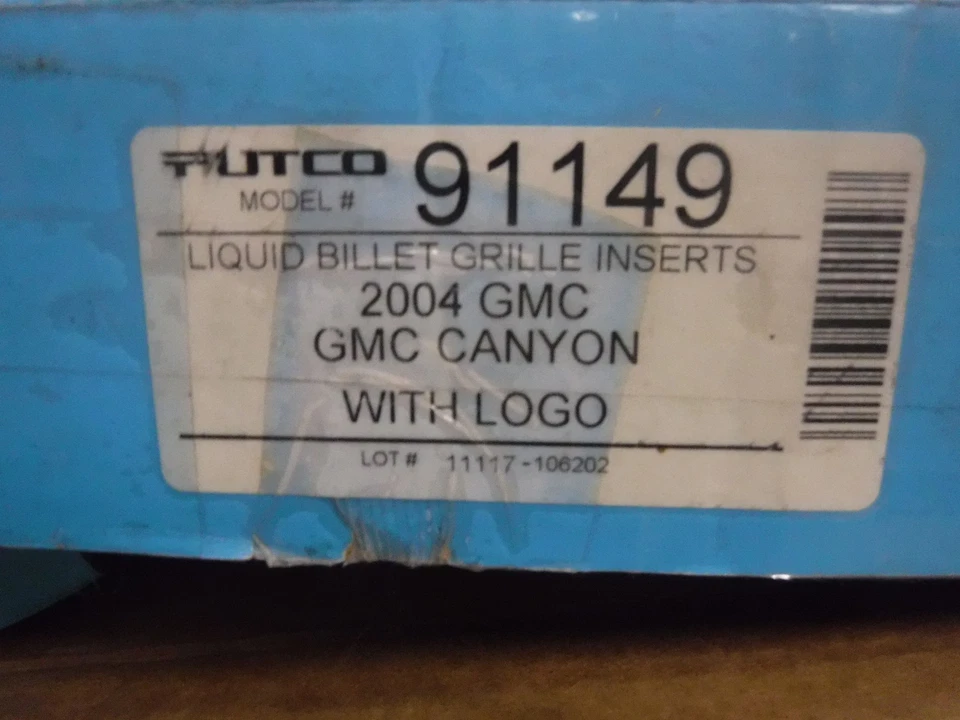 PUTCO
MODEL # 91149
LIQUID BILLET GRILLE INSERTS
2004 GMC
GMC CANYON
WITH LOGO
LOT # 11117-106202